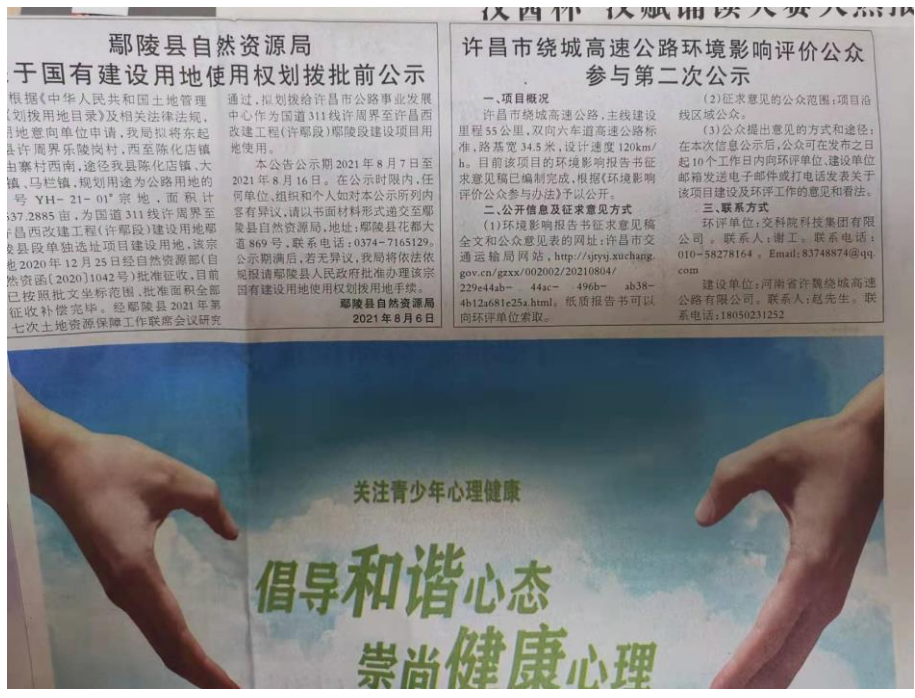 鄢陵县自然资源局
于国有建设用地使用权划拨批前公示
根据《中华人民共和国土地管理
《划拨用地目录》及相关法律法规,
用地意向单位申请,我局拟将东起
县许周界乐陵岗村,西至陈化店镇
由寨村西南,途径我县陈化店镇、大
镇、马栏镇,规划用途为公路用地的
号YH-21-01"宗地,面积计
637.2885亩,为国道311线许周界至
昌西改建工程(许鄢段)建设用地鄢
陵县段单独选址项目建设用地,该宗
地2020年12月25日经自然资源部(自
然资函[2020]1042号)批准征收,目前
已按照批文坐标范围,批准面积全部
征收补偿完毕。经鄢陵县2021年第
七次土地资源保障工作联席会议研究
通过,拟划拨给许昌市公路事业发展
中心作为国道311线许周界至许昌西
改建工程(许鄢段)鄢陵段建设项目用
地使用。
本公告公示期2021年8月7日至
2021年8月16日。在公示时限内,任
何单位、组织和个人如对本公示所列内
容有异议,请以书面材料形式递交至鄢
陵县自然资源局,地址:鄢陵县花都大
道869号,联系电话:0374-7165129。
公示期满后,若无异议,我局将依法依
规报请鄢陵县人民政府批准办理该宗
国有建设用地使用权划拨用地手续。
鄢陵县自然资源局
2021年8月6日
许昌市绕城高速公路环境影响评价公众
参与第二次公示
一、项目概况
许昌市绕城高速公路,主线建设
里程55公里,双向六车道高速公路标
准,路基宽34.5米,设计速度120km/
h。目前该项目的环境影响报告书征
求意见稿已编制完成,根据《环境影响
评价公众参与办法》予以公开。
二、公开信息及征求意见方式
(1)环境影响报告书征求意见稿
全文和公众意见表的网址:许昌市交
通运输局网站,http://jtysj.xuchang.
gov.cn/gzxx/002002/20210804/
229e44ab- 44ac- 496b- ab38-
4b12a681e25a.html。纸质报告书可以
向环评单位索取。
(2)征求意见的公众范围:项目沿
线区域公众。
(3)公众提出意见的方式和途径:
在本次信息公示后,公众可在发布之日
起10个工作日内向环评单位、建设单位
邮箱发送电子邮件或打电话发表关于
该项目建设及环评工作的意见和看法。
三、联系方式
环评单位:交科院科技集团有限
公司。联系人:谢工。联系电话:
010-58278164。Email:83748874@qq.
com
建设单位:河南省许魏绕城高速
公路有限公司。联系人:赵先生。联
系电话:18050231252
关注青少年心理健康
倡导和谐心态
崇尚健康心理